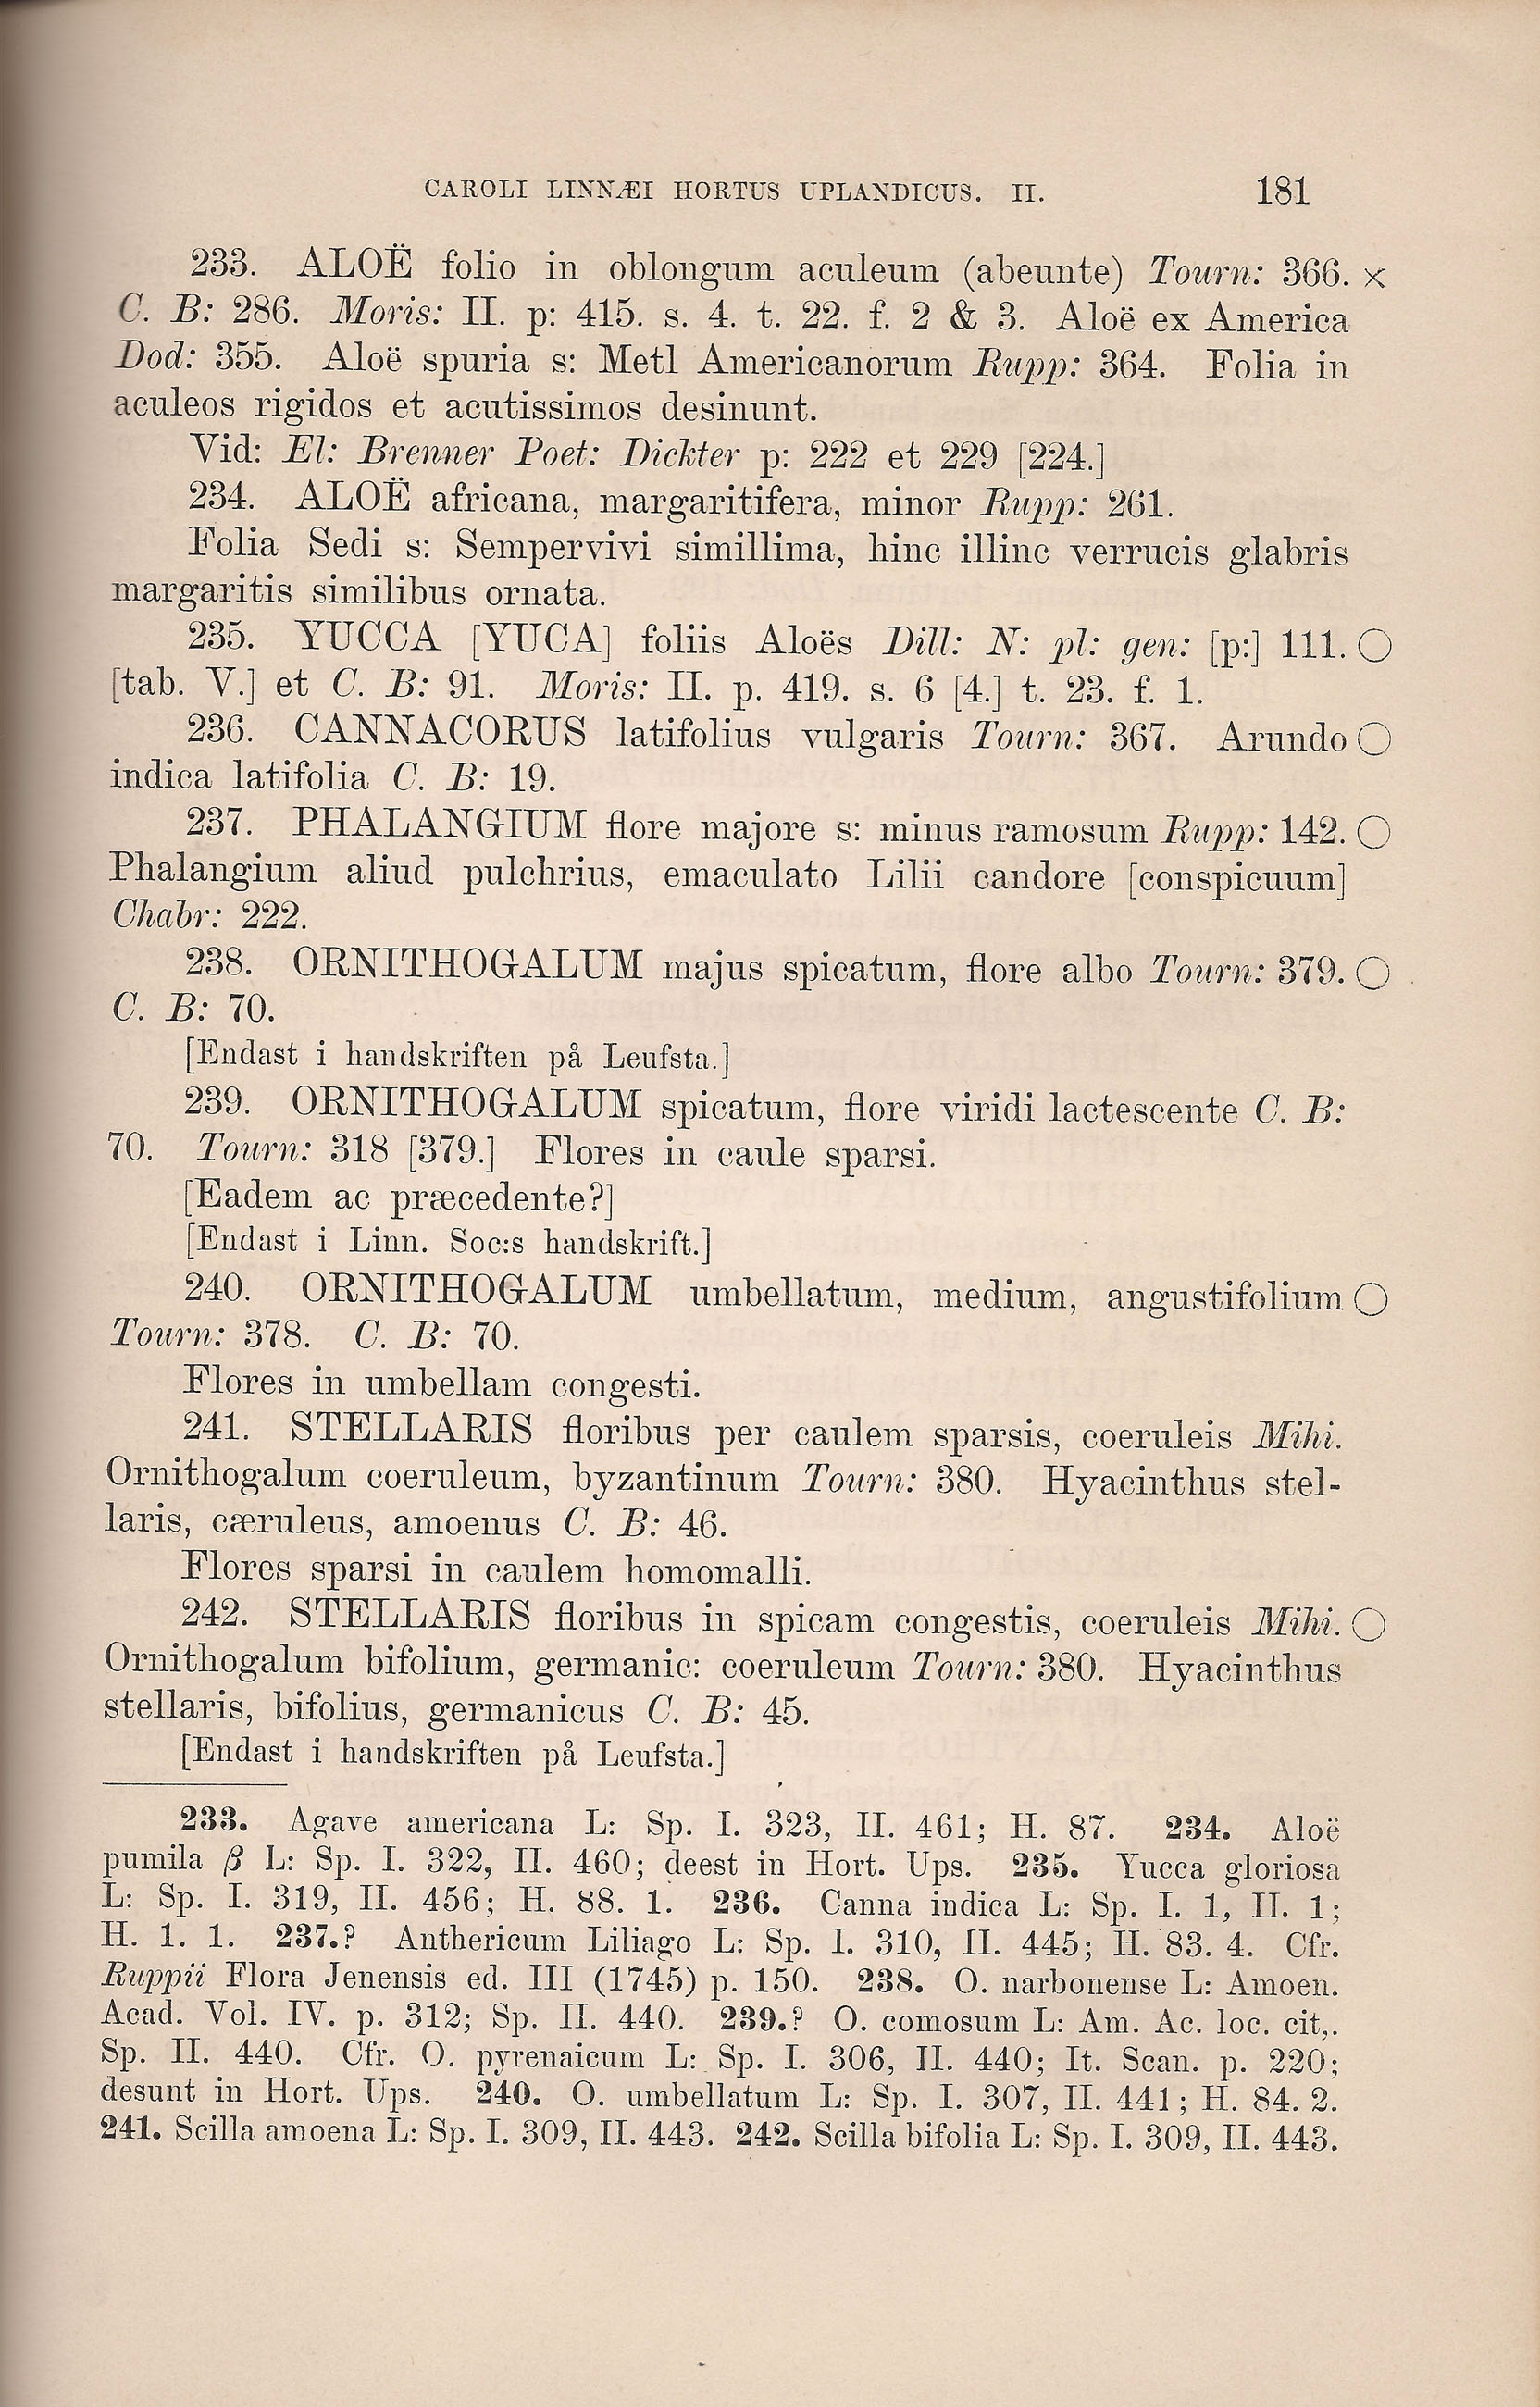 CAROLI LINNÆI HORTUS UPLANDICUS. II. 181
233. ALOË folio in oblongum aculeum (abeunte) Tourn: 366. ×
C. B: 286. Moris: II. p: 415. s. 4. t. 22. f. 2 & 3. Aloë ex America
Dod: 355. Aloë spuria s: Metl Americanorum Rupp: 364. Folia in
aculeos rigidos et acutissimos desinunt.
Vid: El: Brenner Poet: Dickter p: 222 et 229 [224.]
234. ALOË africana, margaritifera, minor Rupp: 261.
Folia Sedi s: Sempervivi simillima, hinc illinc verrucis glabris
margaritis similibus ornata.
235. YUCCA [YUCA] foliis Aloës Dill: N: pl: gen: [p:] 111. ○
[tab. V.] et C. B: 91. Moris: II. p. 419. s. 6 [4.] t. 23. f. 1.
236. CANNACORUS latifolius vulgaris Tourn: 367. Arundo ○
indica latifolia C. B: 19.
237. PHALANGIUM flore majore s: minus ramosum Rupp: 142. ○
Phalangium aliud pulchrius, emaculato Lilii candore [conspicuum]
Chabr: 222.
238. ORNITHOGALUM majus spicatum, flore albo Tourn: 379. ○
C. B: 70.
[Endast i handskriften på Leufsta.]
239. ORNITHOGALUM spicatum, flore viridi lactescente C. B:
70. Tourn: 318 [379.] Flores in caule sparsi.
[Eadem ac præcedente?]
[Endast i Linn. Soc:s handskrift.]
240. ORNITHOGALUM umbellatum, medium, angustifolium ○
Tourn: 378. C. B: 70.
Flores in umbellam congesti.
241. STELLARIS floribus per caulem sparsis, coeruleis Mihi.
Ornithogalum coeruleum, byzantinum Tourn: 380. Hyacinthus stel-
laris, cæruleus, amoenus C. B: 46.
Flores sparsi in caulem homomalli.
242. STELLARIS floribus in spicam congestis, coeruleis Mihi. ○
Ornithogalum bifolium, germanic: coeruleum Tourn: 380. Hyacinthus
stellaris, bifolius, germanicus C. B: 45.
[Endast i handskriften på Leufsta.]
233. Agave americana L: Sp. I. 323, II. 461; H. 87. 234. Aloë
pumila β L: Sp. I. 322, II. 460; deest in Hort. Ups. 235. Yucca gloriosa
L: Sp. I. 319, II. 456; H. 88. 1. 236. Canna indica L: Sp. I. 1, II. 1;
H. 1. 1. 237.? Anthericum Liliago L: Sp. I. 310, II. 445; H. 83. 4. Cfr.
Ruppii Flora Jenensis ed. III (1745) p. 150. 238. O. narbonense L: Amoen.
Acad. Vol. IV. p. 312; Sp. II. 440. 239.? O. comosum L: Am. Ac. loc. cit,.
Sp. II. 440. Cfr. O. pyrenaicum L: Sp. I. 306, II. 440; It. Scan. p. 220;
desunt in Hort. Ups. 240. O. umbellatum L: Sp. I. 307, II. 441; H. 84. 2.
241. Scilla amoena L: Sp. I. 309, II. 443. 242. Scilla bifolia L: Sp. I. 309, II. 443.